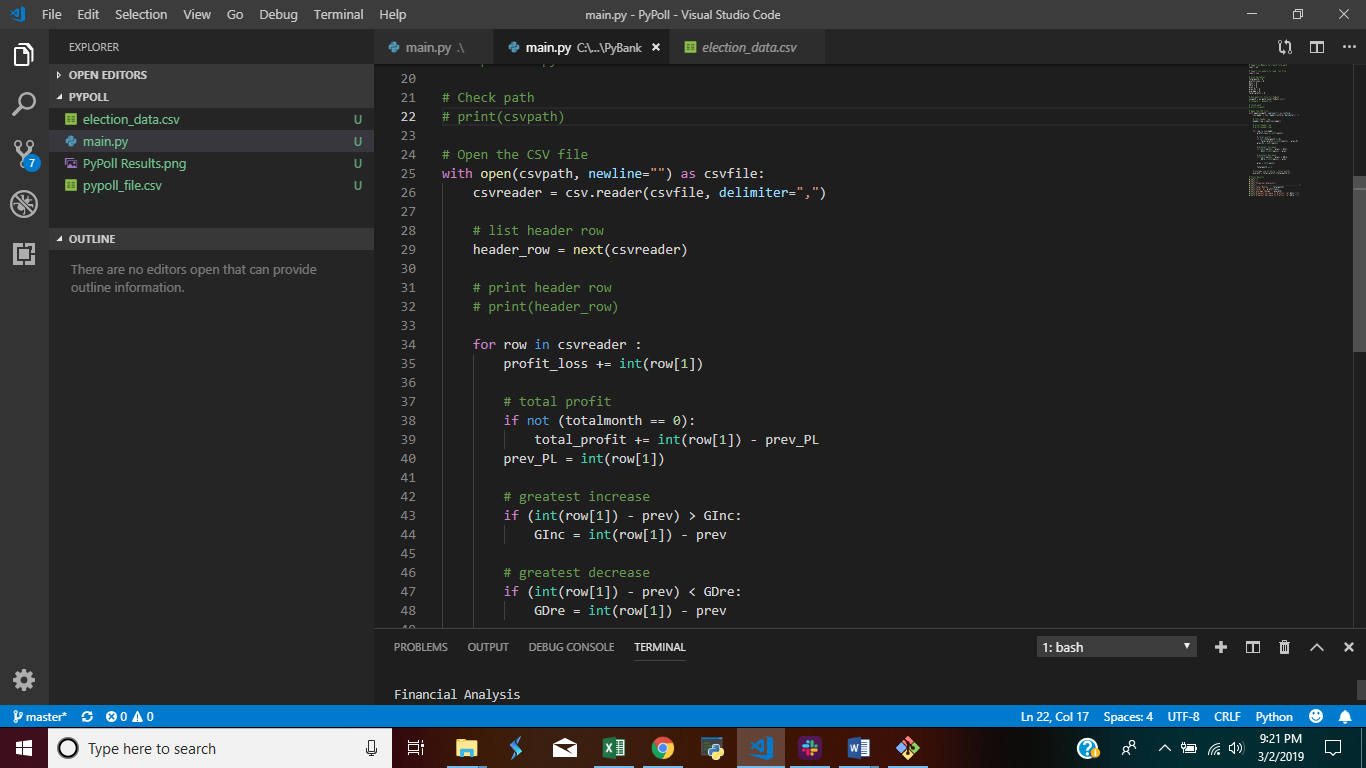 File Edit Selection View Go Debug Terminal Help
main.py - PyPoll - Visual Studio Code
EXPLORER
OPEN EDITORS
PYPOLL
election_data.csv U
main.py U
PyPoll Results.png U
pypoll_file.csv U
7
OUTLINE
There are no editors open that can provide
outline information.
main.py .\
main.py C:\...\PyBank
election_data.csv
20
21 # Check path
22 # print(csvpath)
23
24 # Open the CSV file
25 with open(csvpath, newline="") as csvfile:
26 csvreader = csv.reader(csvfile, delimiter=",")
27
28 # list header row
29 header_row = next(csvreader)
30
31 # print header row
32 # print(header_row)
33
34 for row in csvreader :
35 profit_loss += int(row[1])
36
37 # total profit
38 if not (totalmonth == 0):
39 total_profit += int(row[1]) - prev_PL
40 prev_PL = int(row[1])
41
42 # greatest increase
43 if (int(row[1]) - prev) > GInc:
44 GInc = int(row[1]) - prev
45
46 # greatest decrease
47 if (int(row[1]) - prev) < GDre:
48 GDre = int(row[1]) - prev
PROBLEMS OUTPUT DEBUG CONSOLE TERMINAL
1: bash
Financial Analysis
master* 0 0
Ln 22, Col 17 Spaces: 4 UTF-8 CRLF Python
Type here to search
9:21 PM
3/2/2019